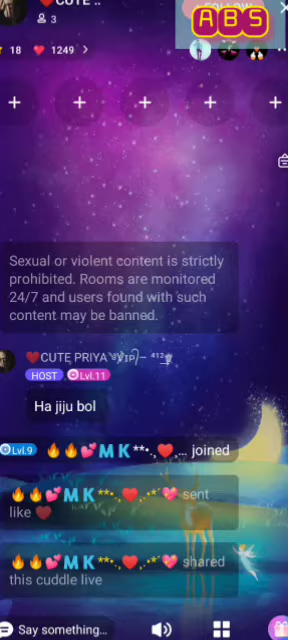 CUTE ..
ABS
3
18 1249
Sexual or violent content is strictly
prohibited. Rooms are monitored
24/7 and users found with such
content may be banned.
CUTE PRIYA
HOST Lvl.11
Ha jiju bol
Lvl.9 M K **•.,❤️,… joined
M K **•.,❤️,.•*´ sent
like
M K **•.,❤️,.•*´ shared
this cuddle live
Say something...